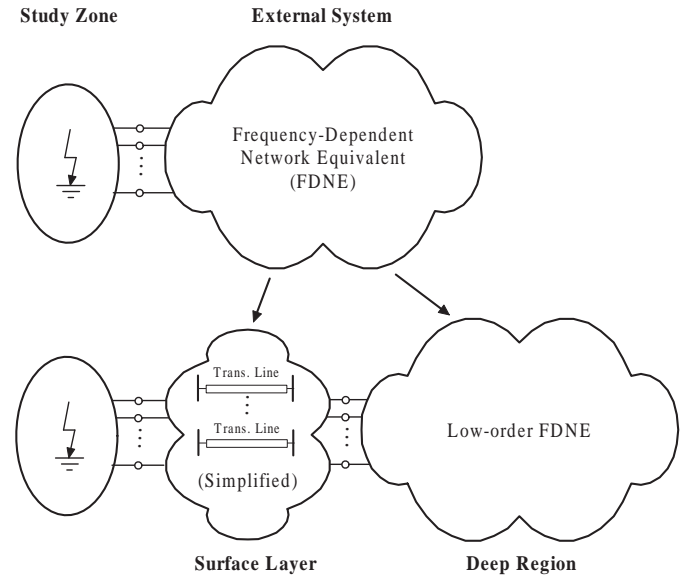 Study Zone
External System
Frequency-Dependent
Network Equivalent
(FDNE)
Trans. Line
Trans. Line
(Simplified)
Low-order FDNE
Surface Layer
Deep Region